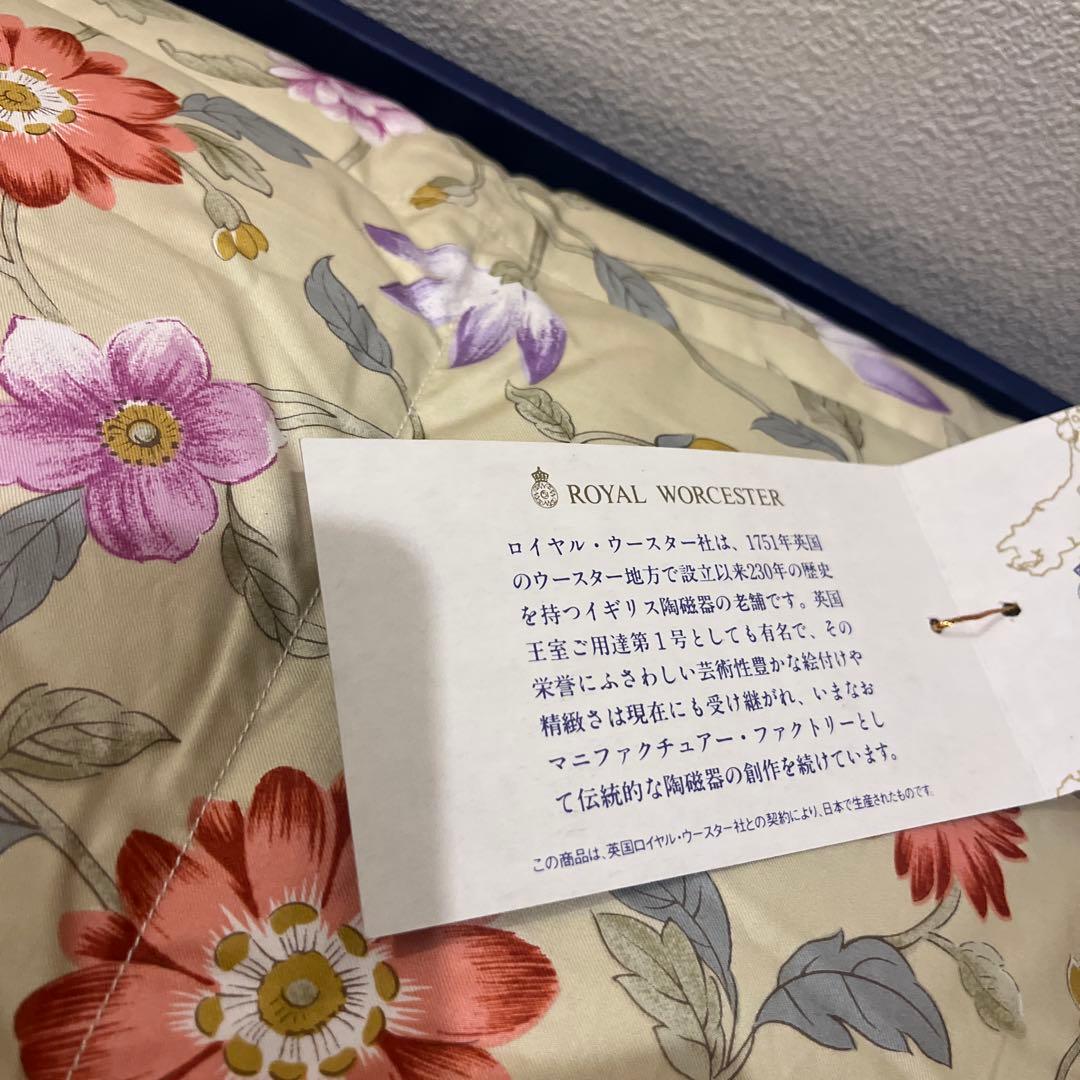 ROYAL WORCESTER
ロイヤル・ウースター社は、1751年英国
のウースター地方で設立以来230年の歴史
を持つイギリス陶磁器の老舗です。英国
王室ご用達第1号としても有名で、その
栄誉にふさわしい芸術性豊かな絵付けや
精緻さは現在にも受け継がれ、いまなお
マニファクチュアー・ファクトリーとし
て伝統的な陶磁器の創作を続けています。
この商品は、英国ロイヤル・ウースター社との契約により、日本で生産されたものです。